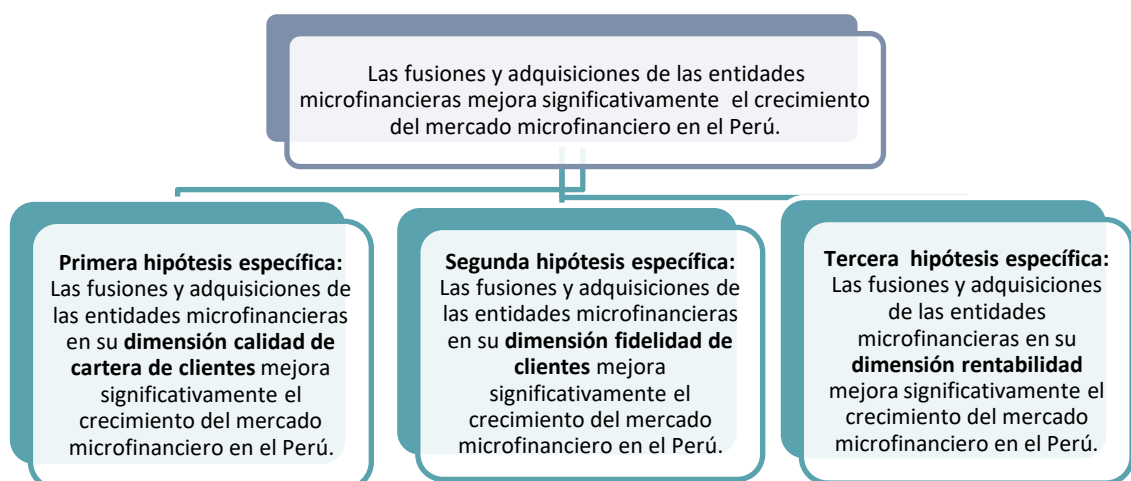 Las fusiones y adquisiciones de las entidades
microfinancieras mejora significativamente el crecimiento
del mercado microfinanciero en el Perú.
Primera hipótesis específica:
Las fusiones y adquisiciones de
las entidades microfinancieras
en su dimensión calidad de
cartera de clientes mejora
significativamente el
crecimiento del mercado
microfinanciero en el Perú.
Segunda hipótesis específica:
Las fusiones y adquisiciones de
las entidades microfinancieras
en su dimensión fidelidad de
clientes mejora
significativamente el
crecimiento del mercado
microfinanciero en el Perú.
Tercera hipótesis específica:
Las fusiones y adquisiciones
de las entidades
microfinancieras en su
dimensión rentabilidad
mejora significativamente el
crecimiento del mercado
microfinanciero en el Perú.